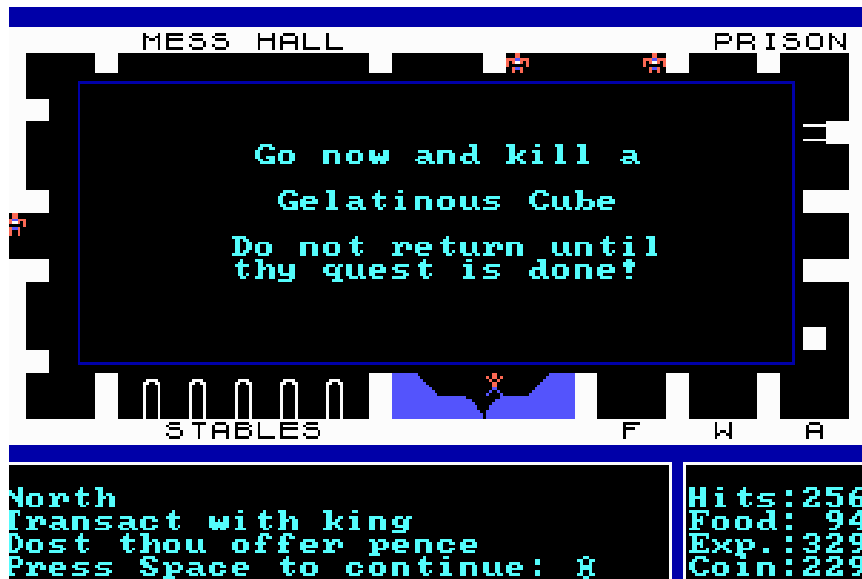 MESS HALL
PRISON
Go now and kill a
Gelatinous Cube
Do not return until
thy quest is done!
STABLES
F W A
North
Transact with king
Dost thou offer pence
Press Space to continue:
Hits:256
Food: 94
Exp.:329
Coin:229